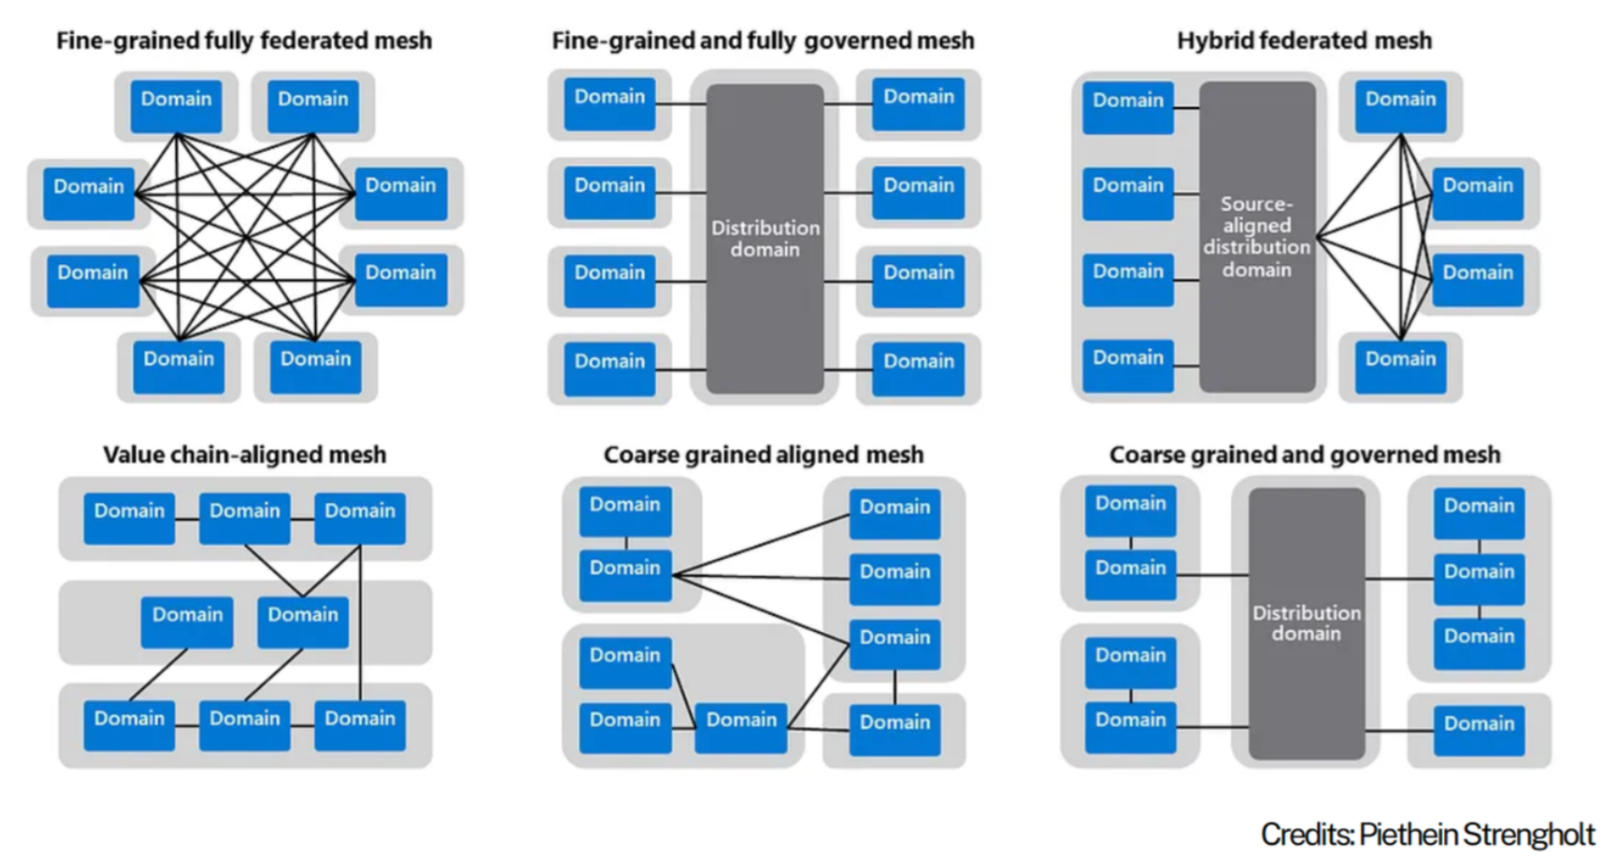 Fine-grained fully federated mesh
Domain
Domain
Domain
Domain
Domain
Domain
Domain
Domain
Fine-grained and fully governed mesh
Domain
Domain
Domain
Domain
Distribution
domain
Domain
Domain
Domain
Domain
Hybrid federated mesh
Domain
Domain
Domain
Domain
Source-
aligned
distribution
domain
Domain
Domain
Domain
Domain
Value chain-aligned mesh
Domain
Domain
Domain
Domain
Domain
Domain
Domain
Domain
Coarse grained aligned mesh
Domain
Domain
Domain
Domain
Domain
Domain
Domain
Domain
Domain
Coarse grained and governed mesh
Domain
Domain
Domain
Domain
Distribution
domain
Domain
Domain
Domain
Domain
Credits: Piethein Strengholt